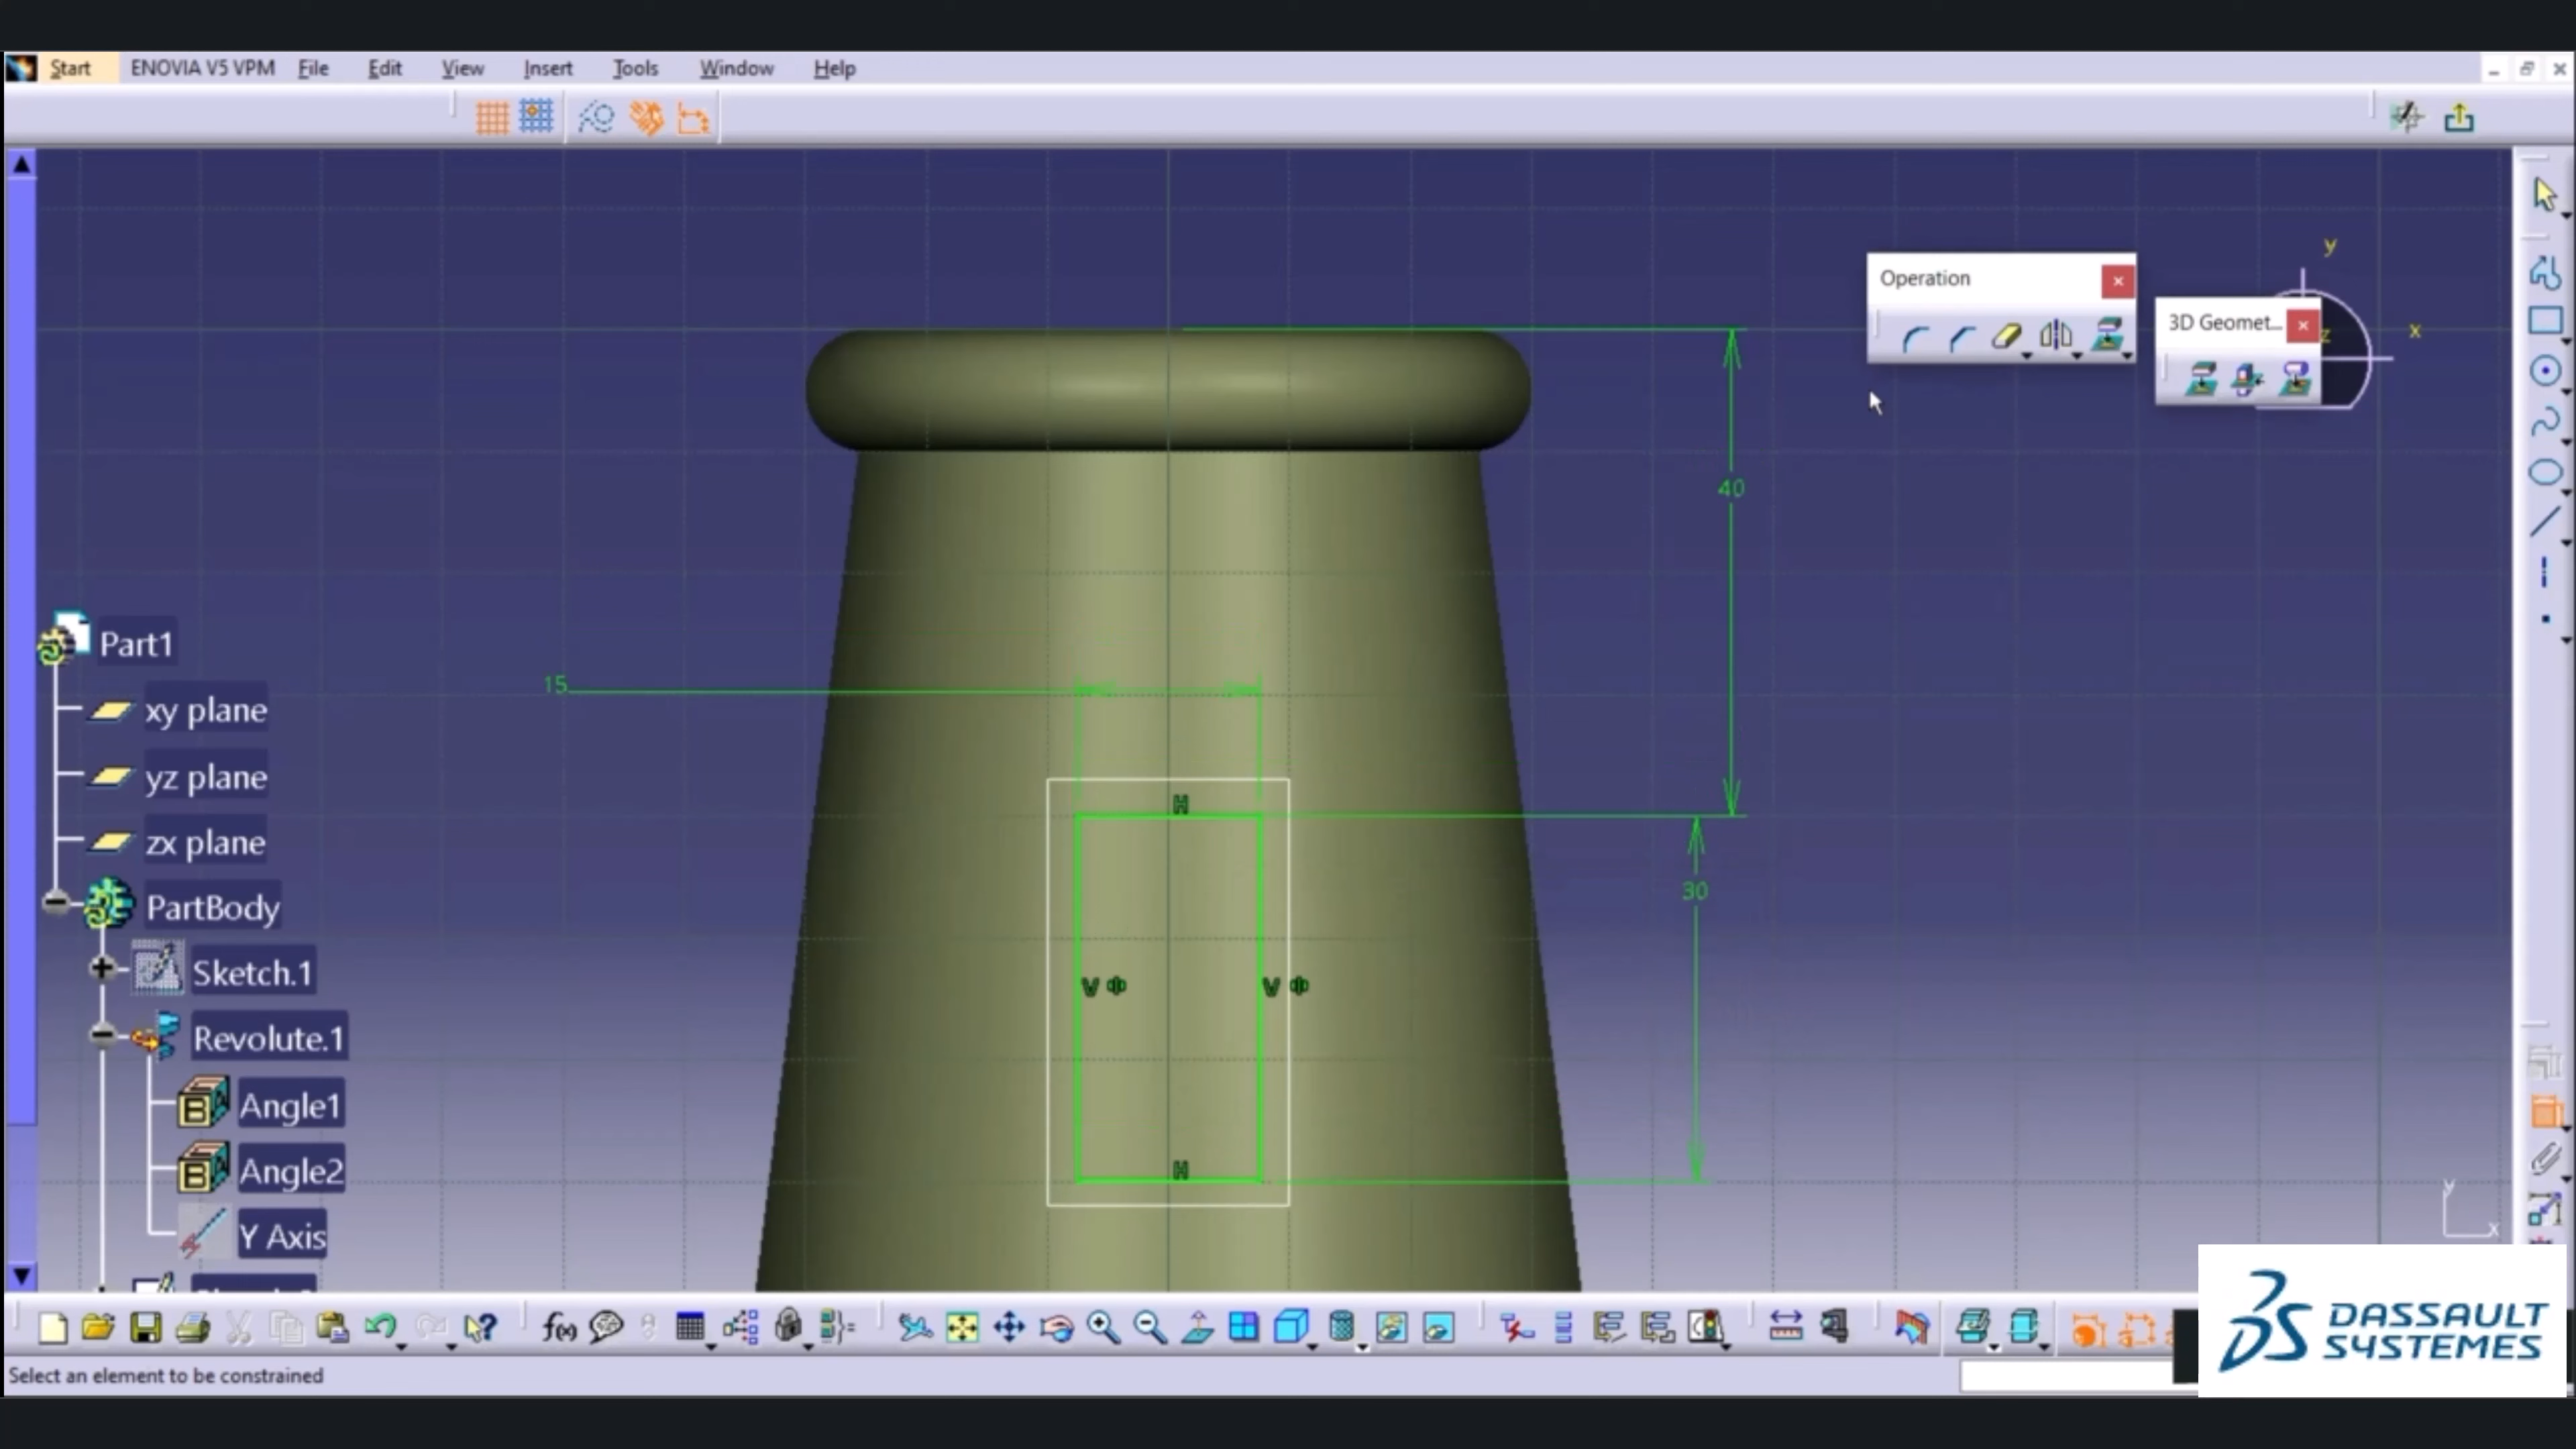 Start ENOVIA V5 VPM File Edit View Insert Tools Window Help
y
Operation
3D Geomet...
z
x
40
Part1
15
xy plane
yz plane
H
zx plane
30
PartBody
Sketch.1
V V
Revolute.1
Angle1
Angle2
H
y
x
Y Axis
f(x)
DASSAULT
SYSTEMES
Select an element to be constrained